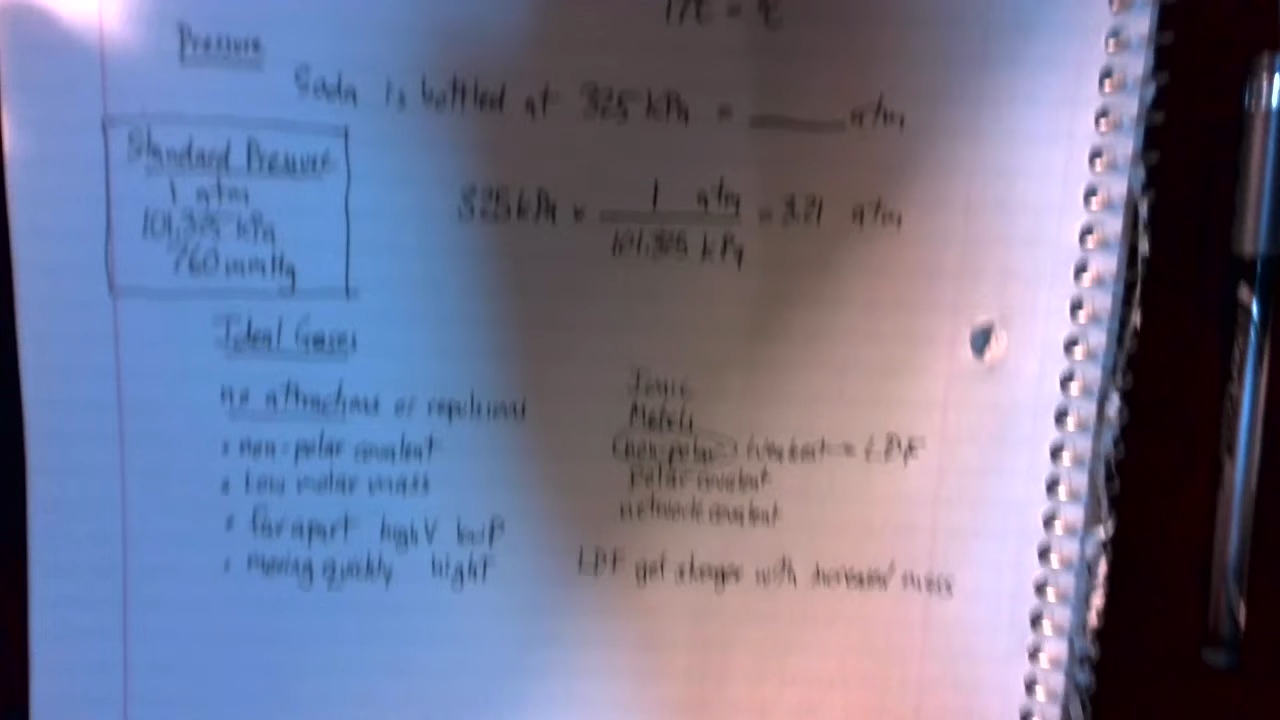 Pressure
Soda is bottled at 325 kPa = ____ atm
Standard Pressure
1 atm
101.325 kPa
760 mmHg
325 kPa × 1 atm / 101.325 kPa = 3.21 atm
Ideal Gases
no attractions or repulsions
• non-polar covalent
• Low molar mass
• far apart high V low P
• moving quickly high T
Ionic
Metals
non-polar covalent = LDF
Polar covalent
network covalent
LDF get stronger with increased mass